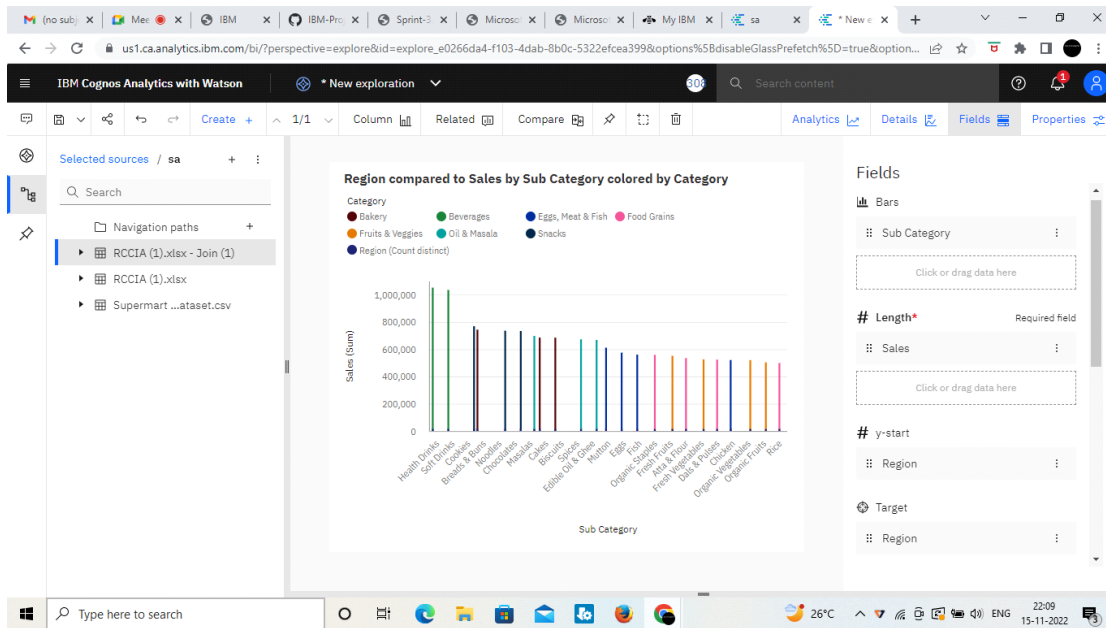 (no subj
Mee
IBM
IBM-Pro
Sprint-3
Microso
Microsof
My IBM
sa
* New e
us1.ca.analytics.ibm.com/bi/?perspective=explore&id=explore_e0266da4-f103-4dab-8b0c-5322efcea399&options%5BdisableGlassPrefetch%5D=true&option...
IBM Cognos Analytics with Watson
* New exploration
308
Search content
1
Create +
1/1
Column
Related
Compare
Analytics
Details
Fields
Properties
Selected sources / sa
Search
Navigation paths
RCCIA (1).xlsx - Join (1)
RCCIA (1).xlsx
Supermart ...ataset.csv
Region compared to Sales by Sub Category colored by Category
Category
Bakery
Beverages
Eggs, Meat & Fish
Food Grains
Fruits & Veggies
Oil & Masala
Snacks
Region (Count distinct)
Sales (Sum)
1,000,000
800,000
600,000
400,000
200,000
0
Health Drinks
Soft Drinks
Cookies
Breads & Buns
Noodles
Chocolates
Masalas
Cakes
Biscuits
Spices
Edible Oil & Ghee
Mutton
Eggs
Fish
Organic Staples
Fresh Fruits
Atta & Flour
Fresh Vegetables
Dals & Pulses
Chicken
Organic Vegetables
Organic Fruits
Rice
Sub Category
Fields
Bars
Sub Category
Click or drag data here
# Length*
Required field
Sales
Click or drag data here
# y-start
Region
Target
Region
Type here to search
26°C
ENG
22:09
15-11-2022
3